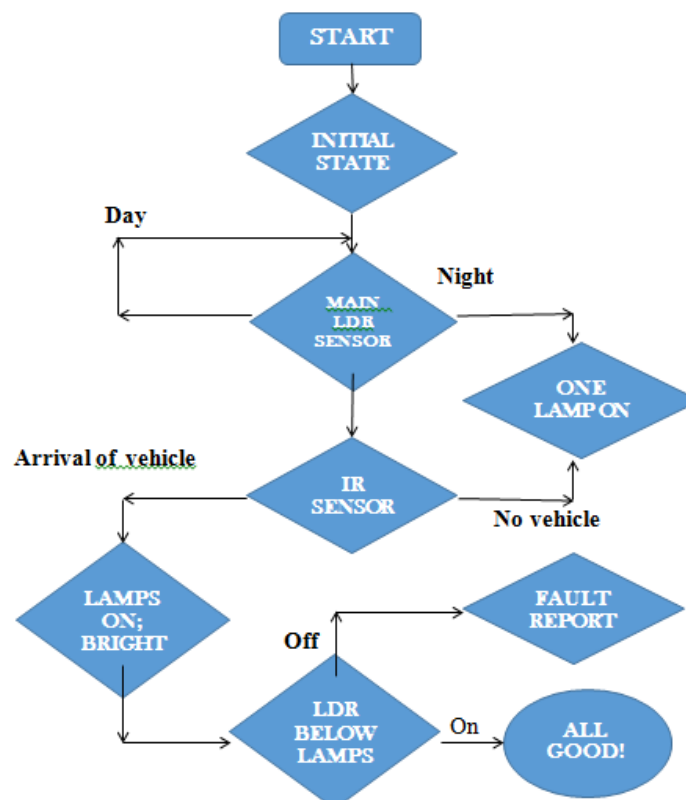 START
INITIAL
STATE
Day
Night
MAIN
LDR
SENSOR
ONE
LAMP ON
Arrival of vehicle
IR
SENSOR
No vehicle
LAMPS
ON;
BRIGHT
FAULT
REPORT
Off
LDR
BELOW
LAMPS
On
ALL
GOOD!